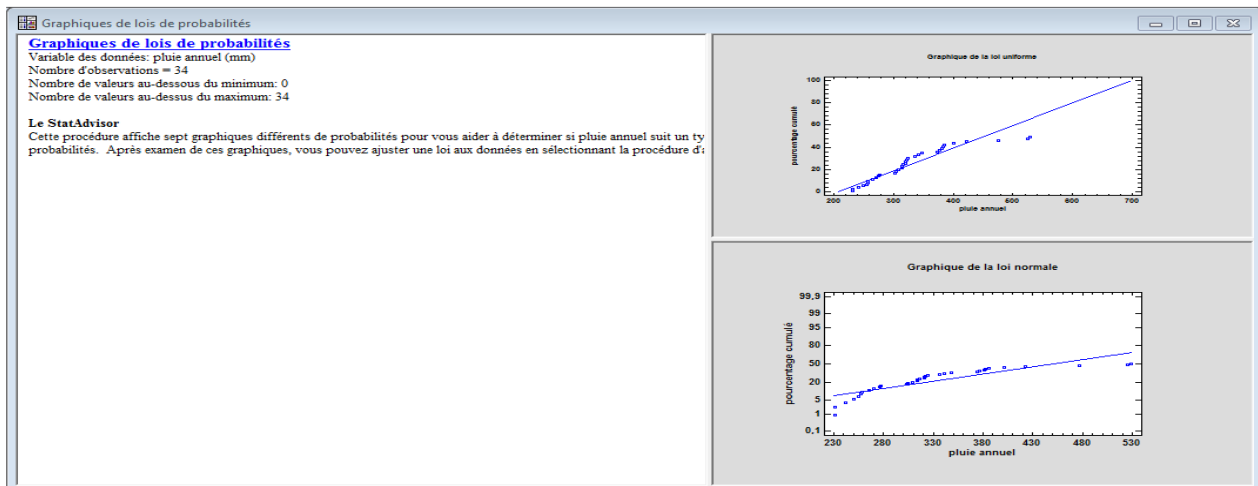 Graphiques de lois de probabilités
Graphiques de lois de probabilités
Variable des données: pluie annuel (mm)
Nombre d'observations = 34
Nombre de valeurs au-dessous du minimum: 0
Nombre de valeurs au-dessus du maximum: 34
Le StatAdvisor
Cette procédure affiche sept graphiques différents de probabilités pour vous aider à déterminer si pluie annuel suit un ty
probabilités. Après examen de ces graphiques, vous pouvez ajuster une loi aux données en sélectionnant la procédure d'a
Graphique de la loi uniforme
pourcentage cumulé
100
80
60
40
20
0
200 300 400 500 600 700
pluie annuel
Graphique de la loi normale
pourcentage cumulé
99,9
99
95
80
50
20
5
1
0,1
230 280 330 380 430 480 530
pluie annuel